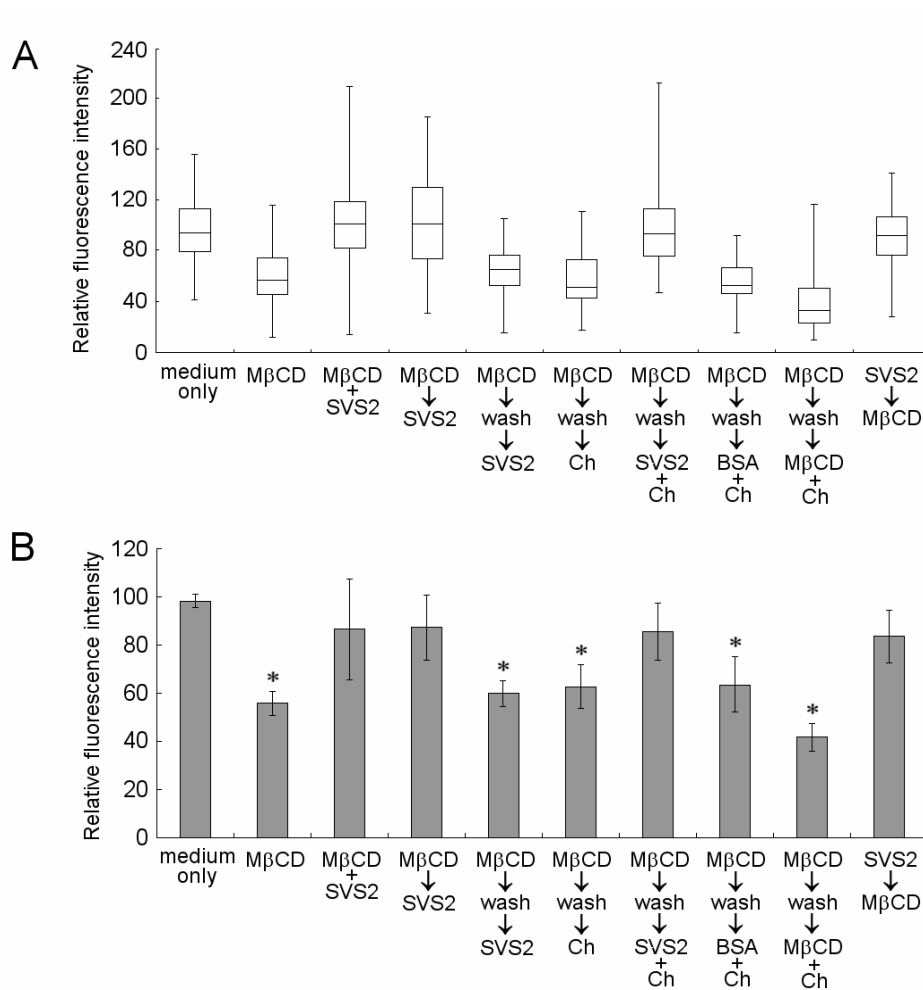 A
Relative fluorescence intensity
240
200
160
120
80
40
0
medium only
MβCD
MβCD + SVS2
MβCD ↓ SVS2
MβCD ↓ wash ↓ SVS2
MβCD ↓ wash ↓ Ch
MβCD ↓ wash ↓ SVS2 + Ch
MβCD ↓ wash ↓ BSA + Ch
MβCD ↓ wash ↓ MβCD + Ch
SVS2 ↓ MβCD
B
Relative fluorescence intensity
120
100
80
60
40
20
0
* * * * *
medium only
MβCD
MβCD + SVS2
MβCD ↓ SVS2
MβCD ↓ wash ↓ SVS2
MβCD ↓ wash ↓ Ch
MβCD ↓ wash ↓ SVS2 + Ch
MβCD ↓ wash ↓ BSA + Ch
MβCD ↓ wash ↓ MβCD + Ch
SVS2 ↓ MβCD